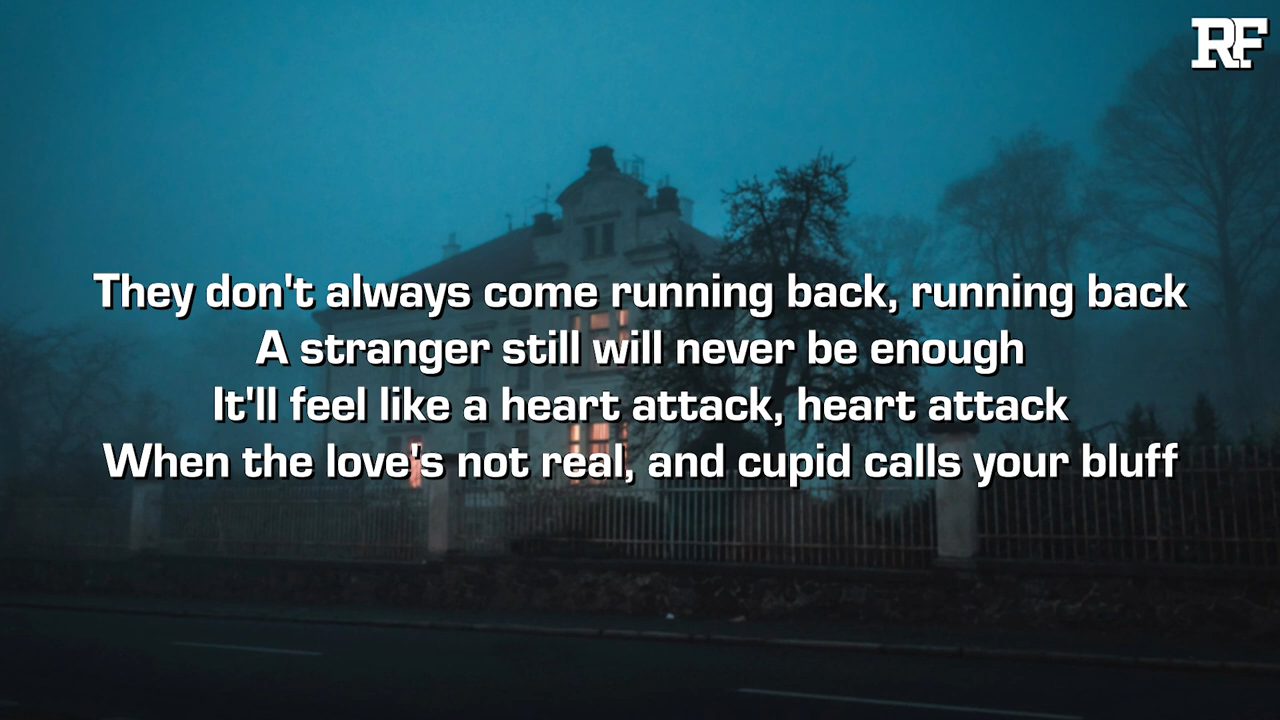 RF
They don't always come running back, running back
A stranger still will never be enough
It'll feel like a heart attack, heart attack
When the love's not real, and cupid calls your bluff